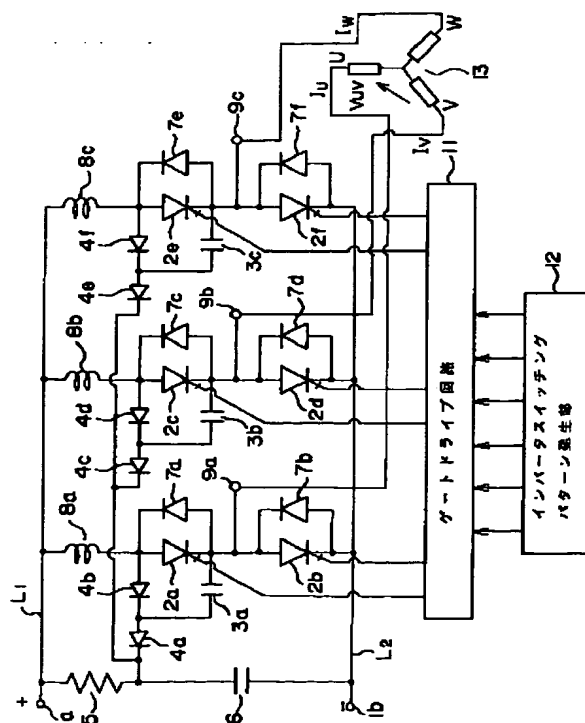 L1
8a
8b
8c
+
a
5
4a
4b
2a
7a
3a
4c
4d
2c
7c
3b
4e
4f
2e
7e
3c
6
9a
9b
9c
2b
7b
2d
7d
2f
7f
1b
L2
Iu
Iv
Iw
U
Vuv
V
W
13
11
ゲートドライブ回路
12
インバータスイッチング
パターン発生部